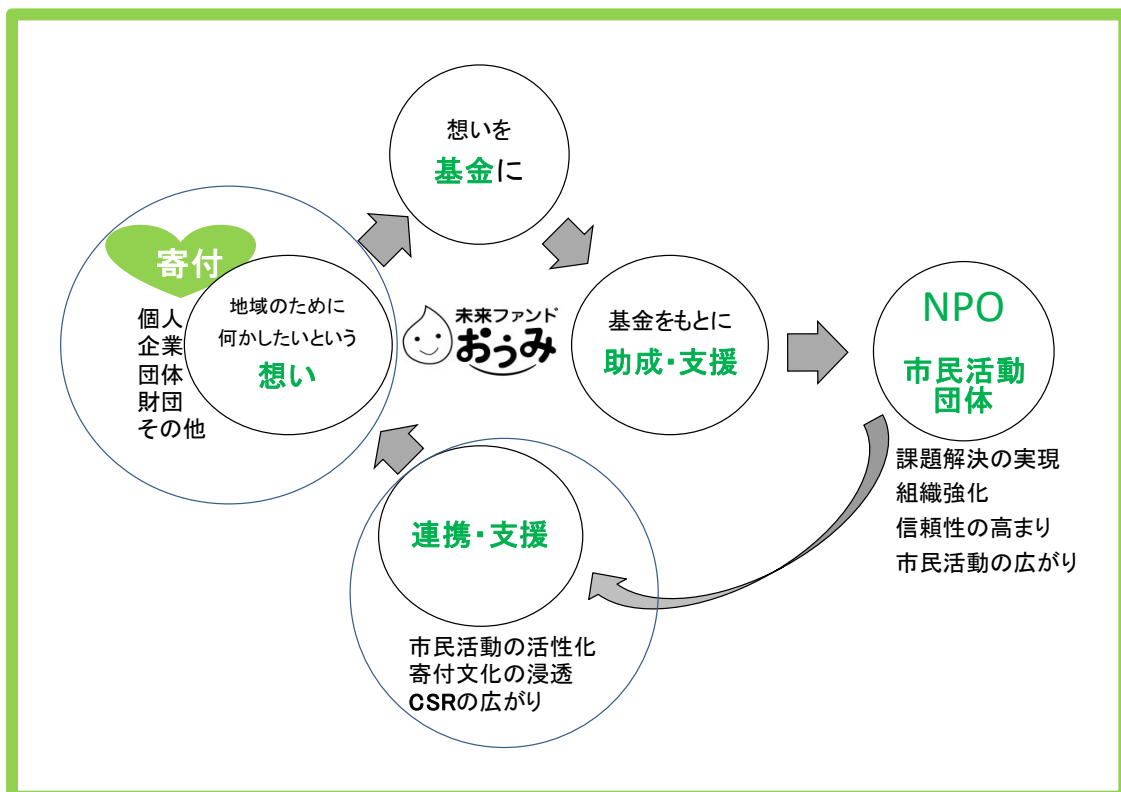 想いを
基金に
寄付
個人
企業
団体
財団
その他
地域のために
何かしたいという
想い
未来ファンド
おうみ
基金をもとに
助成・支援
NPO
市民活動
団体
課題解決の実現
組織強化
信頼性の高まり
市民活動の広がり
連携・支援
市民活動の活性化
寄付文化の浸透
CSRの広がり